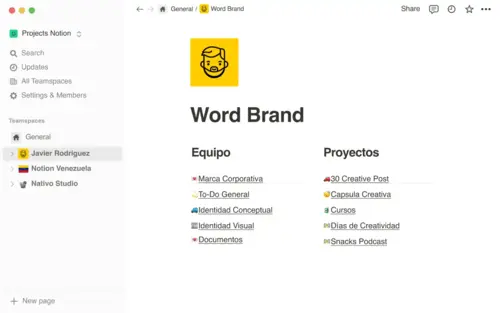 Projects Notion
Search
Updates
All Teamspaces
Settings & Members
Teamspaces
General
Javier Rodriguez
Notion Venezuela
Nativo Studio
New page
General / Word Brand
Share
Word Brand
Equipo
Marca Corporativa
To-Do General
Identidad Conceptual
Identidad Visual
Documentos
Proyectos
30 Creative Post
Capsula Creativa
Cursos
Días de Creatividad
Snacks Podcast